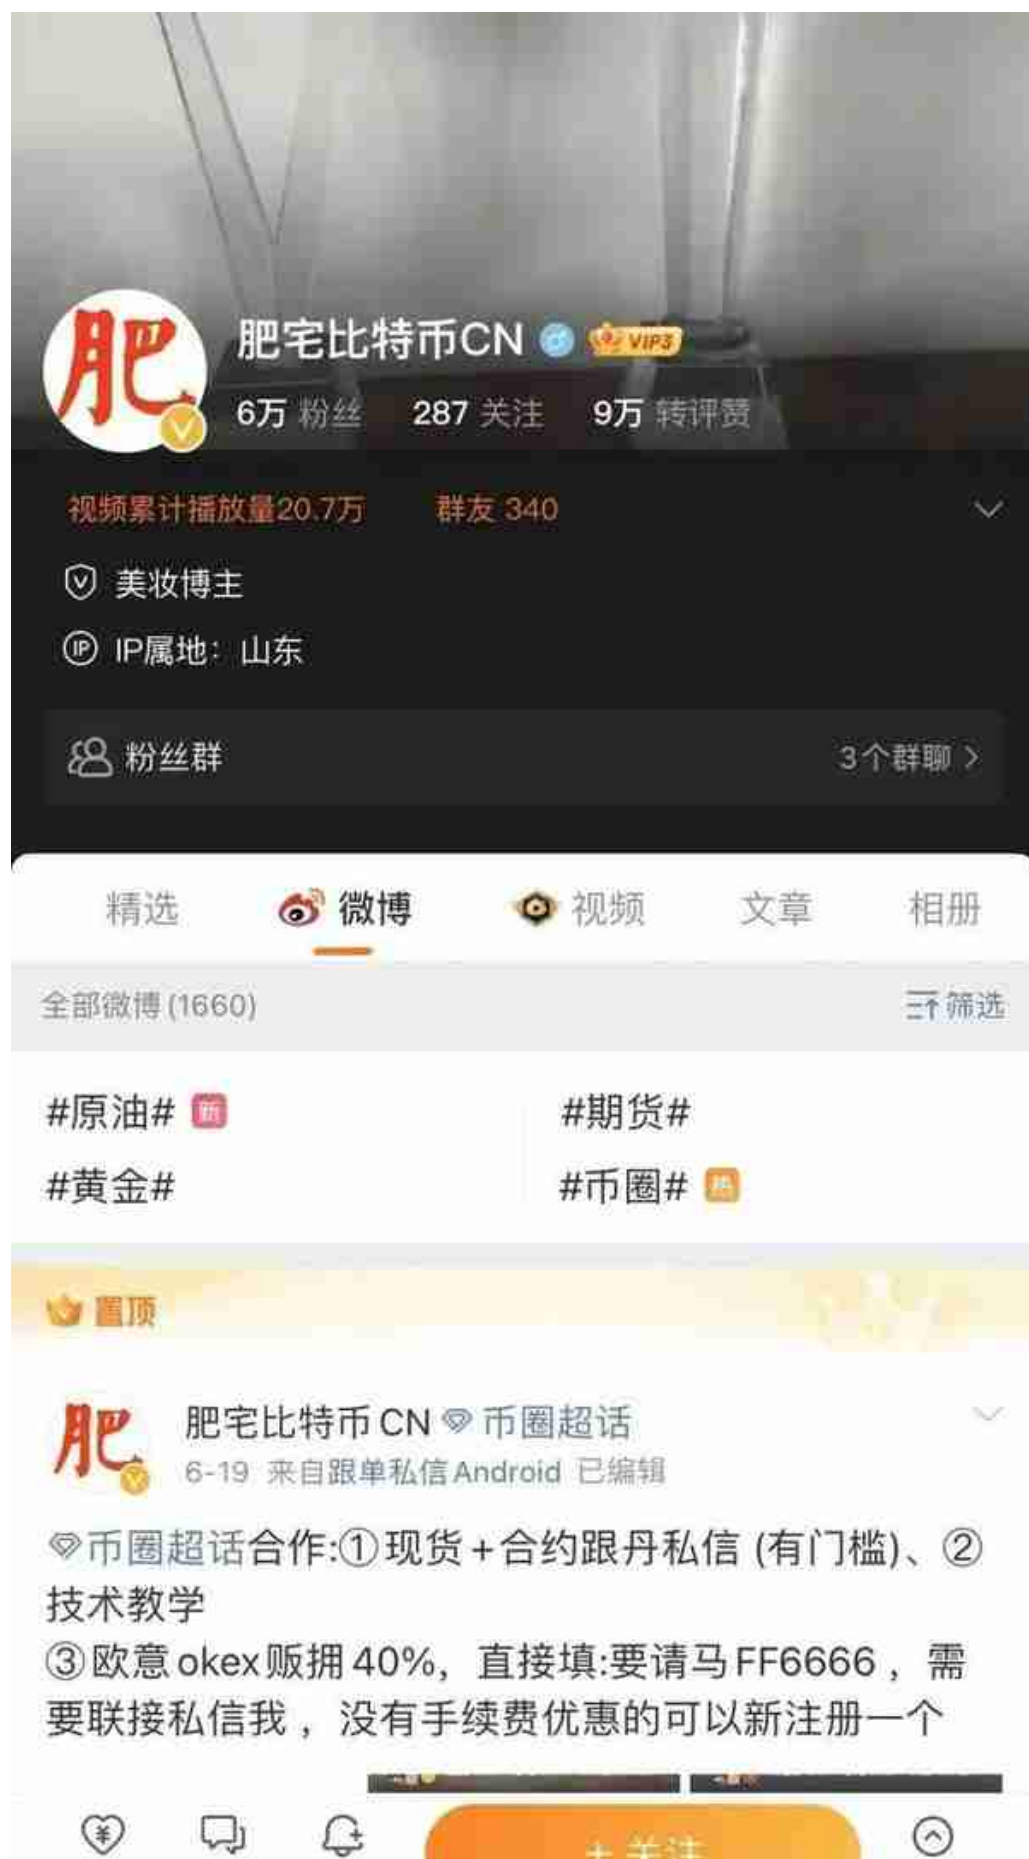 肥
肥宅比特币CN VIP3
6万 粉丝 287 关注 9万 转评赞
视频累计播放量20.7万 群友 340
美妆博主
IP IP属地：山东
粉丝群 3个群聊
精选 微博 视频 文章 相册
全部微博(1660) 筛选
#原油# 新 #期货#
#黄金# #币圈# 热
置顶
肥
肥宅比特币CN 币圈超话
6-19 来自跟单私信Android 已编辑
币圈超话合作:①现货+合约跟丹私信 (有门槛)、②
技术教学
③欧意okex贩拥40%，直接填:要请马FF6666，需
要联接私信我，没有手续费优惠的可以新注册一个
+关注